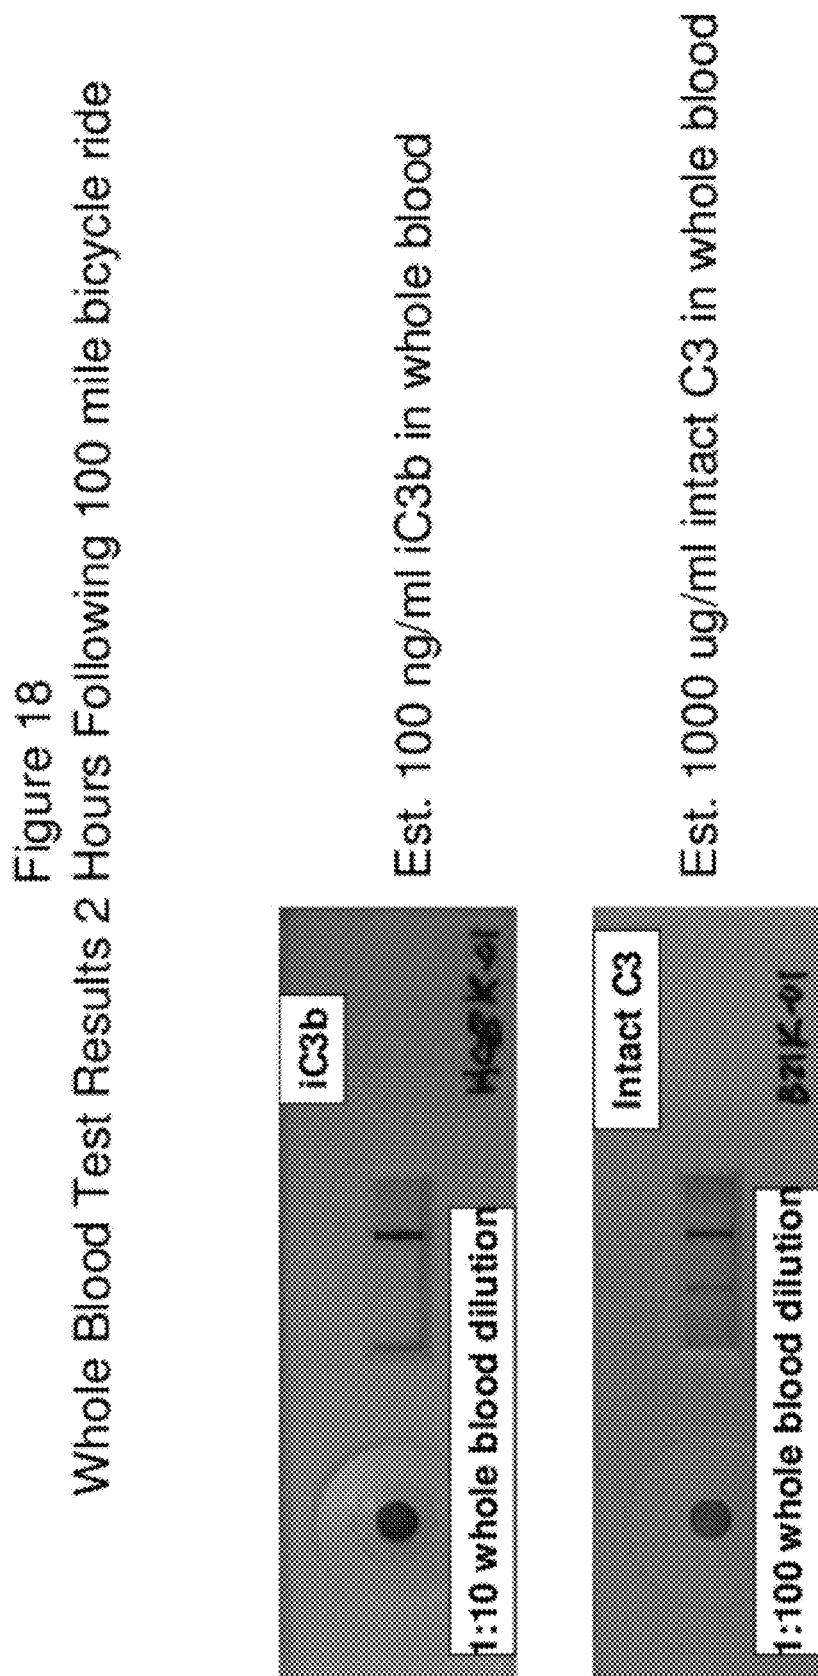 Figure 18
Whole Blood Test Results 2 Hours Following 100 mile bicycle ride
iC3b
1:10 whole blood dilution
Est. 100 ng/ml iC3b in whole blood
Intact C3
1:100 whole blood dilution
Est. 1000 ug/ml intact C3 in whole blood